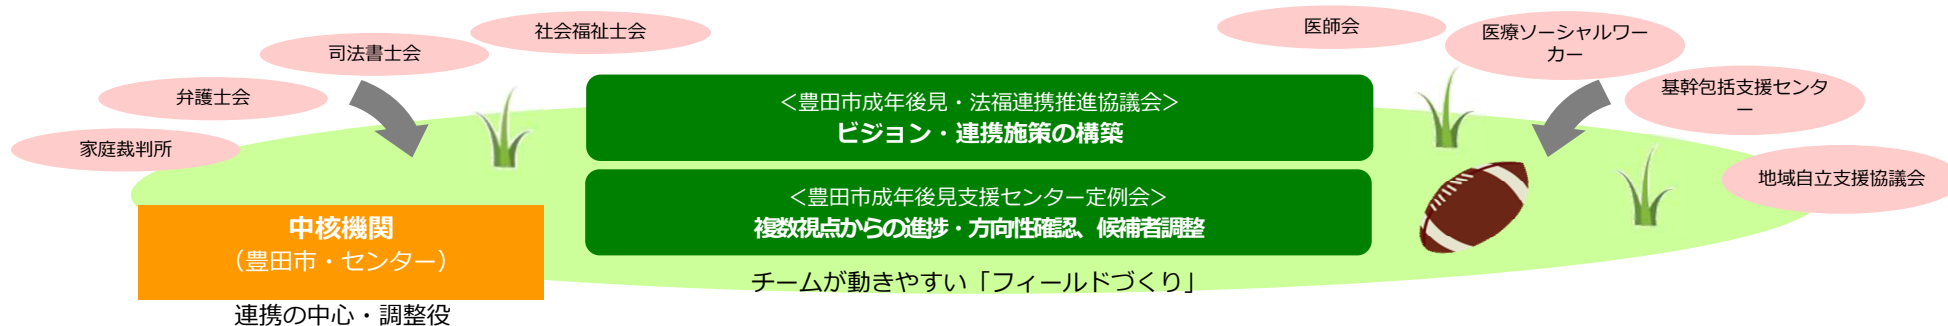 社会福祉士会
司法書士会
弁護士会
家庭裁判所
医師会
医療ソーシャルワー
カー
基幹包括支援センタ
ー
地域自立支援協議会
＜豊田市成年後見・法福連携推進協議会＞
ビジョン・連携施策の構築
＜豊田市成年後見支援センター定例会＞
複数視点からの進捗・方向性確認、候補者調整
中核機関
（豊田市・センター）
連携の中心・調整役
チームが動きやすい「フィールドづくり」